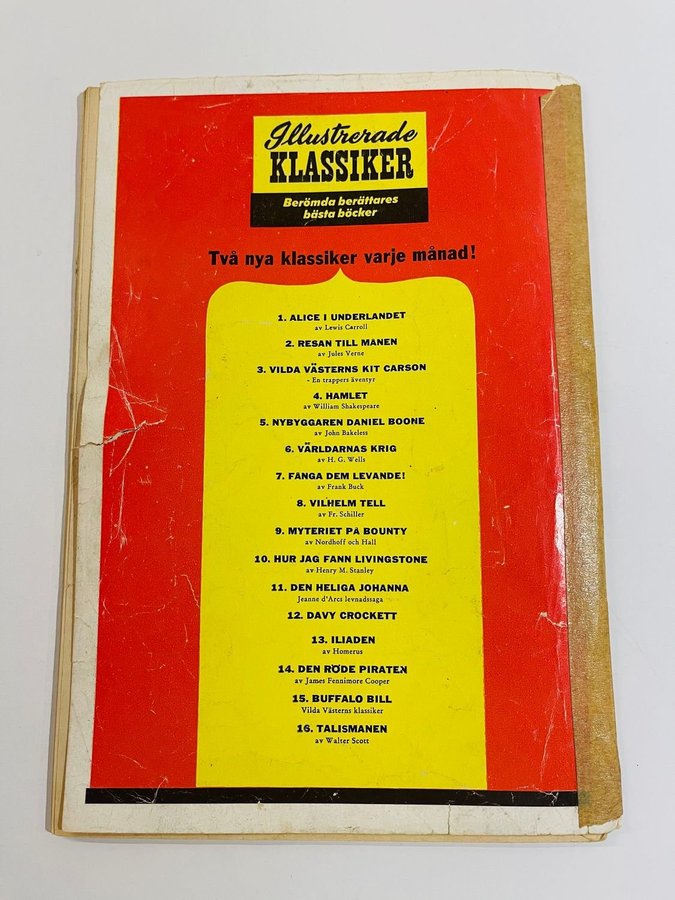 Illustrerade
KLASSIKER
Berömda berättares
bästa böcker
Två nya klassiker varje månad!
1. ALICE I UNDERLANDET
av Lewis Carroll
2. RESAN TILL MÅNEN
av Jules Verne
3. VILDA VÄSTERNS KIT CARSON
- En trappers äventyr
4. HAMLET
av William Shakespeare
5. NYBYGGAREN DANIEL BOONE
av John Bakeless
6. VÄRLDARNAS KRIG
av H. G. Wells
7. FÅNGA DEM LEVANDE!
av Frank Buck
8. VILHELM TELL
av Fr. Schiller
9. MYTERIET PÅ BOUNTY
av Nordhoff och Hall
10. HUR JAG FANN LIVINGSTONE
av Henry M. Stanley
11. DEN HELIGA JOHANNA
Jeanne d'Arcs levnadssaga
12. DAVY CROCKETT
13. ILIADEN
av Homerus
14. DEN RÖDE PIRATEN
av James Fennimore Cooper
15. BUFFALO BILL
Vilda Västerns klassiker
16. TALISMANEN
av Walter Scott